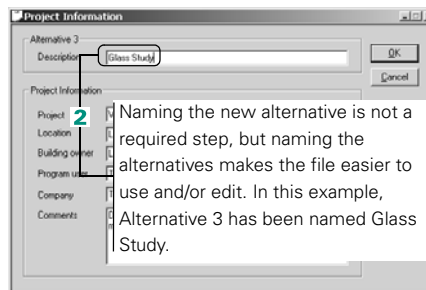 Project Information
Alternative 3
Description
Glass Study
OK
Cancel
Project Information
Project
2
Location
Building owner
Program user
Company
Comments
Naming the new alternative is not a
required step, but naming the
alternatives makes the file easier to
use and/or edit. In this example,
Alternative 3 has been named Glass
Study.